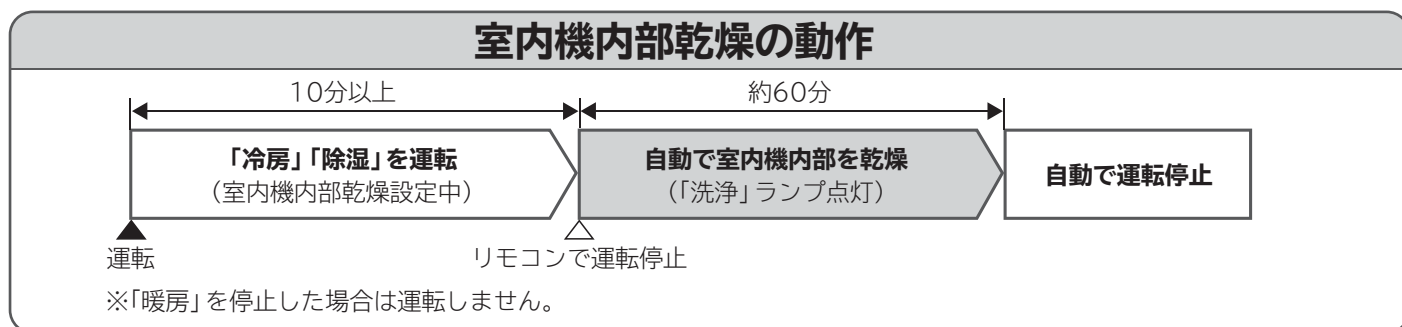 室内機内部乾燥の動作
10分以上
約60分
「冷房」「除湿」を運転
(室内機内部乾燥設定中)
自動で室内機内部を乾燥
(「洗浄」ランプ点灯)
自動で運転停止
運転
リモコンで運転停止
※「暖房」を停止した場合は運転しません。